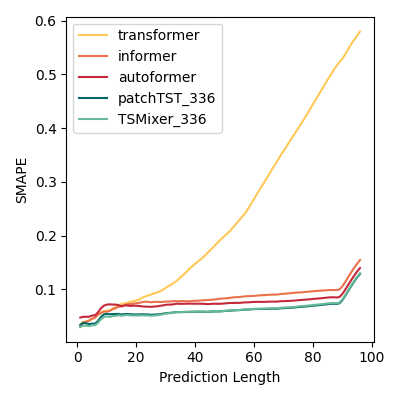 0.6
0.5
0.4
0.3
0.2
0.1
SMAPE
transformer
informer
autoformer
patchTST_336
TSMixer_336
0 20 40 60 80 100
Prediction Length